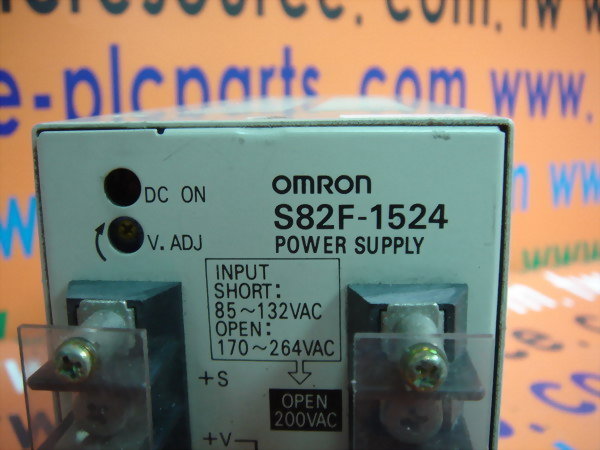 e-plcparts.com www.
DC ON
V. ADJ
OMRON
S82F-1524
POWER SUPPLY
INPUT
SHORT:
85~132VAC
OPEN:
170~264VAC
+S
OPEN
200VAC
+V